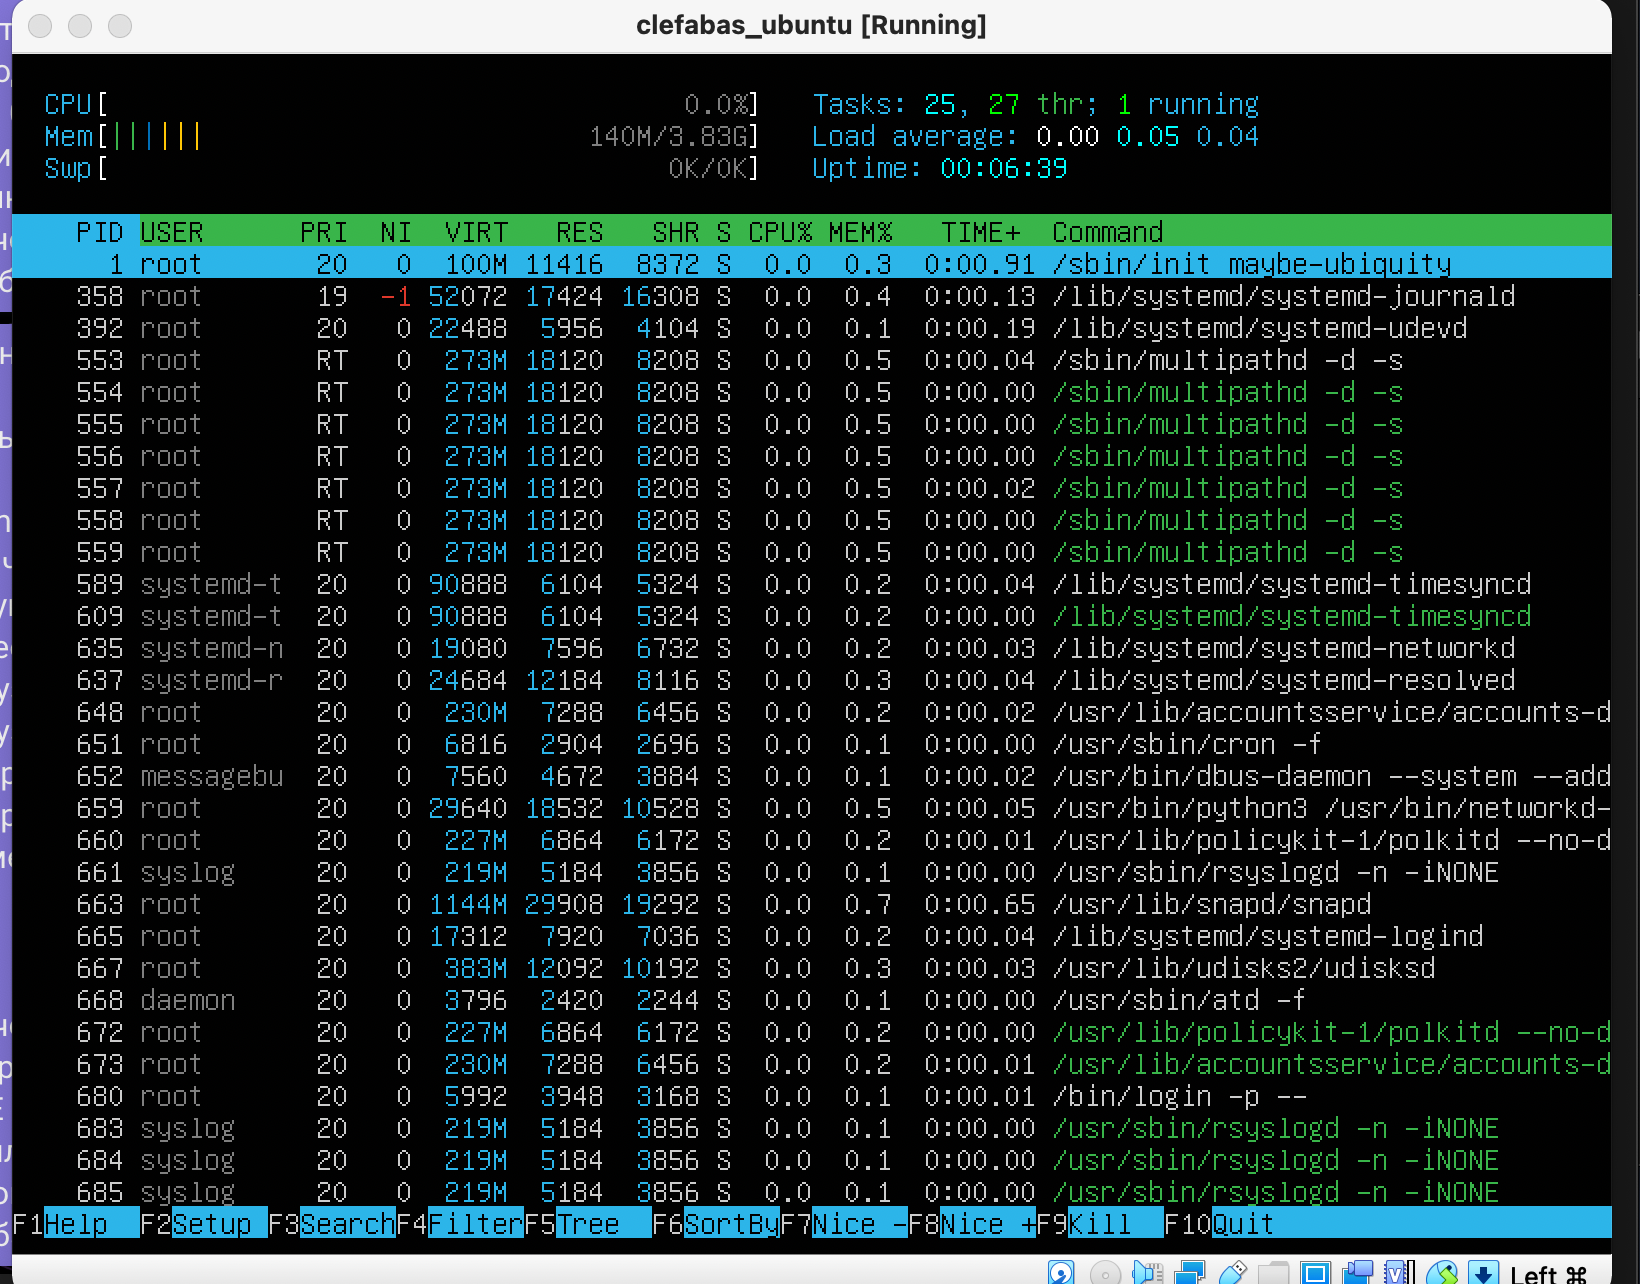 clefabas_ubuntu [Running]
CPU[ 0.0%] Tasks: 25, 27 thr; 1 running
Mem[|||||| 140M/3.83G] Load average: 0.00 0.05 0.04
Swp[ 0K/0K] Uptime: 00:06:39
PID USER PRI NI VIRT RES SHR S CPU% MEM% TIME+ Command
1 root 20 0 100M 11416 8372 S 0.0 0.3 0:00.91 /sbin/init maybe-ubiquity
358 root 19 -1 52072 17424 16308 S 0.0 0.4 0:00.13 /lib/systemd/systemd-journald
392 root 20 0 22488 5956 4104 S 0.0 0.1 0:00.19 /lib/systemd/systemd-udevd
553 root RT 0 273M 18120 8208 S 0.0 0.5 0:00.04 /sbin/multipathd -d -s
554 root RT 0 273M 18120 8208 S 0.0 0.5 0:00.00 /sbin/multipathd -d -s
555 root RT 0 273M 18120 8208 S 0.0 0.5 0:00.00 /sbin/multipathd -d -s
556 root RT 0 273M 18120 8208 S 0.0 0.5 0:00.00 /sbin/multipathd -d -s
557 root RT 0 273M 18120 8208 S 0.0 0.5 0:00.02 /sbin/multipathd -d -s
558 root RT 0 273M 18120 8208 S 0.0 0.5 0:00.00 /sbin/multipathd -d -s
559 root RT 0 273M 18120 8208 S 0.0 0.5 0:00.00 /sbin/multipathd -d -s
589 systemd-t 20 0 90888 6104 5324 S 0.0 0.2 0:00.04 /lib/systemd/systemd-timesyncd
609 systemd-t 20 0 90888 6104 5324 S 0.0 0.2 0:00.00 /lib/systemd/systemd-timesyncd
635 systemd-n 20 0 19080 7596 6732 S 0.0 0.2 0:00.03 /lib/systemd/systemd-networkd
637 systemd-r 20 0 24684 12184 8116 S 0.0 0.3 0:00.04 /lib/systemd/systemd-resolved
648 root 20 0 230M 7288 6456 S 0.0 0.2 0:00.02 /usr/lib/accountsservice/accounts-d
651 root 20 0 6816 2904 2696 S 0.0 0.1 0:00.00 /usr/sbin/cron -f
652 messagebu 20 0 7560 4672 3884 S 0.0 0.1 0:00.02 /usr/bin/dbus-daemon --system --add
659 root 20 0 29640 18532 10528 S 0.0 0.5 0:00.05 /usr/bin/python3 /usr/bin/networkd-
660 root 20 0 227M 6864 6172 S 0.0 0.2 0:00.01 /usr/lib/policykit-1/polkitd --no-d
661 syslog 20 0 219M 5184 3856 S 0.0 0.1 0:00.00 /usr/sbin/rsyslogd -n -iNONE
663 root 20 0 1144M 29908 19292 S 0.0 0.7 0:00.65 /usr/lib/snapd/snapd
665 root 20 0 17312 7920 7036 S 0.0 0.2 0:00.04 /lib/systemd/systemd-logind
667 root 20 0 383M 12092 10192 S 0.0 0.3 0:00.03 /usr/lib/udisks2/udisksd
668 daemon 20 0 3796 2420 2244 S 0.0 0.1 0:00.00 /usr/sbin/atd -f
672 root 20 0 227M 6864 6172 S 0.0 0.2 0:00.00 /usr/lib/policykit-1/polkitd --no-d
673 root 20 0 230M 7288 6456 S 0.0 0.2 0:00.01 /usr/lib/accountsservice/accounts-d
680 root 20 0 5992 3948 3168 S 0.0 0.1 0:00.01 /bin/login -p --
683 syslog 20 0 219M 5184 3856 S 0.0 0.1 0:00.00 /usr/sbin/rsyslogd -n -iNONE
684 syslog 20 0 219M 5184 3856 S 0.0 0.1 0:00.00 /usr/sbin/rsyslogd -n -iNONE
685 syslog 20 0 219M 5184 3856 S 0.0 0.1 0:00.00 /usr/sbin/rsyslogd -n -iNONE
F1Help F2Setup F3SearchF4FilterF5Tree F6SortByF7Nice -F8Nice +F9Kill F10Quit
Left ⌘